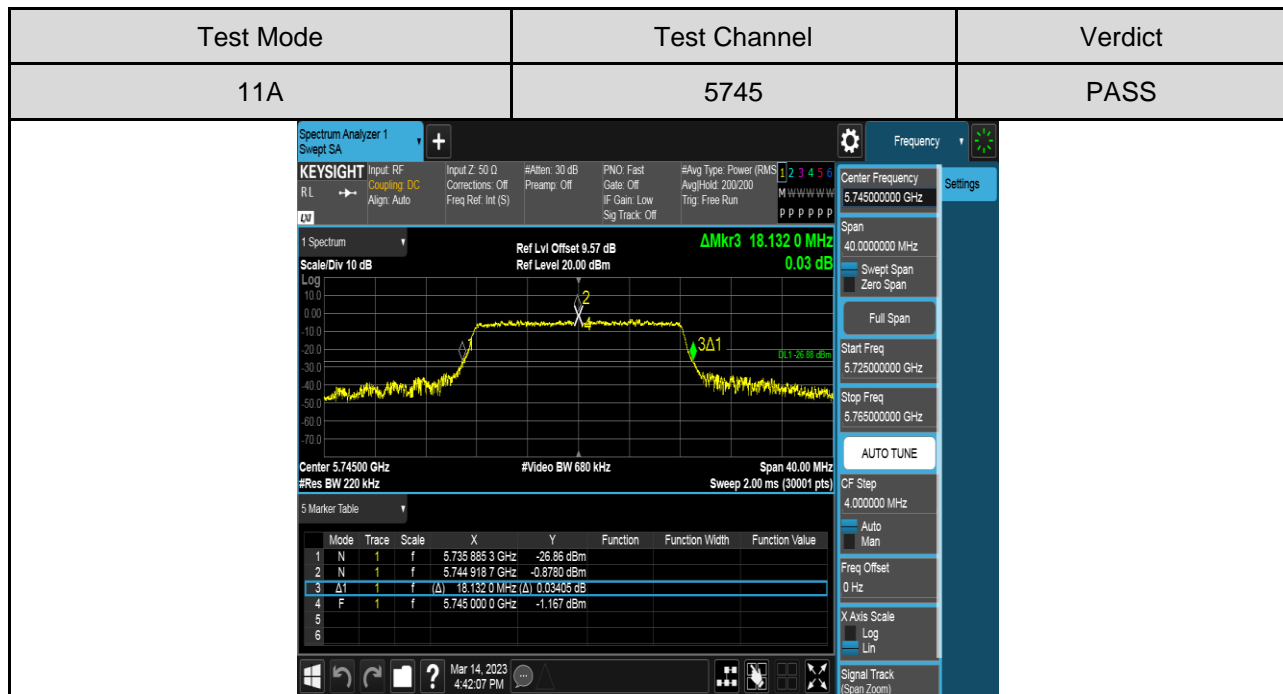 Test Mode Test Channel Verdict
11A 5745 PASS
Spectrum Analyzer 1
Swept SA
+
Frequency
KEYSIGHT Input: RF Input Z: 50 Ω #Atten: 30 dB PNO: Fast #Avg Type: Power (RMS 1 2 3 4 5 6
RL Coupling: DC Corrections: Off Preamp: Off Gate: Off Avg|Hold: 200/200 M W W W W W
Align: Auto Freq Ref: Int (S) IF Gain: Low Trig: Free Run
LXI Sig Track: Off P P P P P P
1 Spectrum
Scale/Div 10 dB
Ref Lvl Offset 9.57 dB
Ref Level 20.00 dBm
ΔMkr3 18.132 0 MHz
0.03 dB
Log
10.0
0.00
-10.0
-20.0
-30.0
-40.0
-50.0
-60.0
-70.0
1
2
4
3Δ1
DL1 -26.88 dBm
Center 5.74500 GHz #Video BW 680 kHz Span 40.00 MHz
#Res BW 220 kHz Sweep 2.00 ms (30001 pts)
5 Marker Table
Mode Trace Scale X Y Function Function Width Function Value
1 N 1 f 5.735 885 3 GHz -26.86 dBm
2 N 1 f 5.744 918 7 GHz -0.8780 dBm
3 Δ1 1 f (Δ) 18.132 0 MHz (Δ) 0.03405 dB
4 F 1 f 5.745 000 0 GHz -1.167 dBm
5
6
?
Mar 14, 2023
4:42:07 PM
Center Frequency
5.745000000 GHz
Settings
Span
40.0000000 MHz
Swept Span
Zero Span
Full Span
Start Freq
5.725000000 GHz
Stop Freq
5.765000000 GHz
AUTO TUNE
CF Step
4.000000 MHz
Auto
Man
Freq Offset
0 Hz
X Axis Scale
Log
Lin
Signal Track
(Span Zoom)